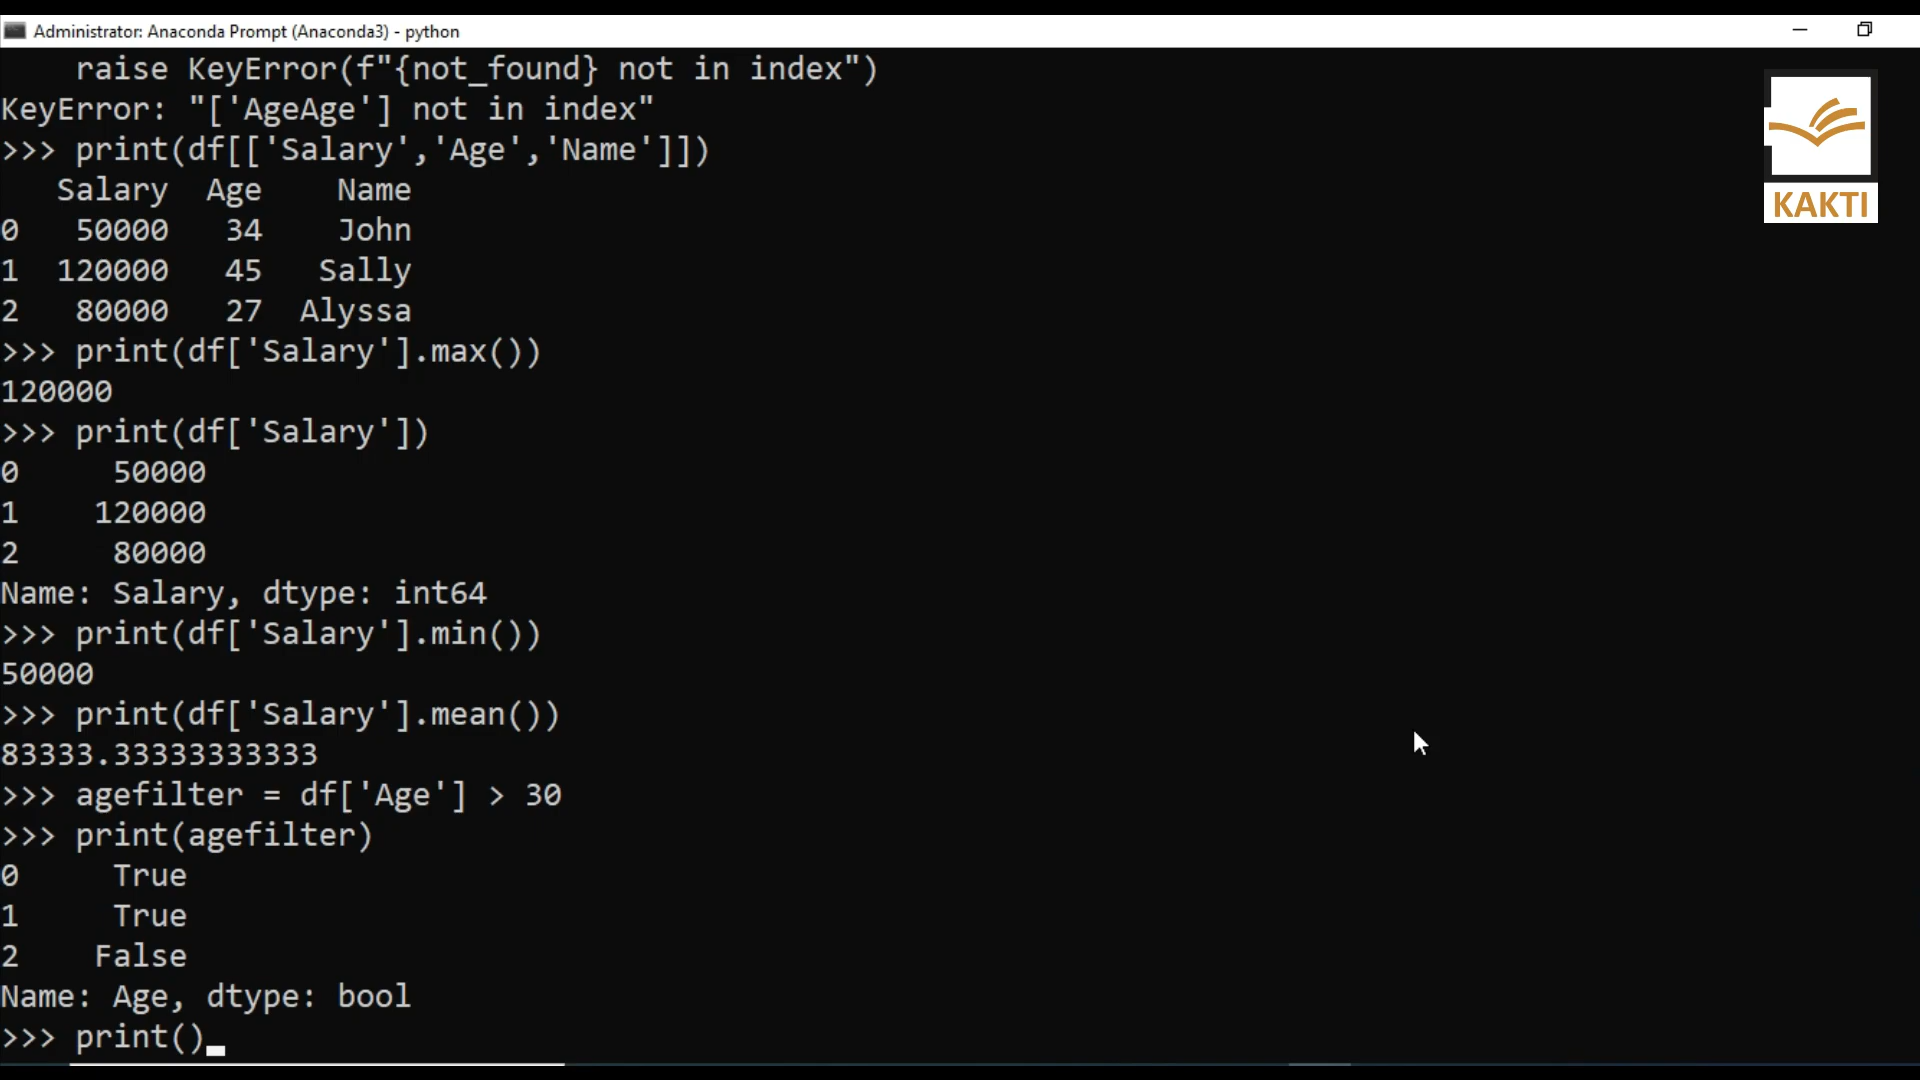 Administrator: Anaconda Prompt (Anaconda3) - python
    raise KeyError(f"{not_found} not in index")
KeyError: "['AgeAge'] not in index"
>>> print(df[['Salary','Age','Name']])
   Salary  Age    Name
0   50000   34    John
1  120000   45   Sally
2   80000   27  Alyssa
>>> print(df['Salary'].max())
120000
>>> print(df['Salary'])
0     50000
1    120000
2     80000
Name: Salary, dtype: int64
>>> print(df['Salary'].min())
50000
>>> print(df['Salary'].mean())
83333.33333333333
>>> agefilter = df['Age'] > 30
>>> print(agefilter)
0     True
1     True
2    False
Name: Age, dtype: bool
>>> print()
KAKTI